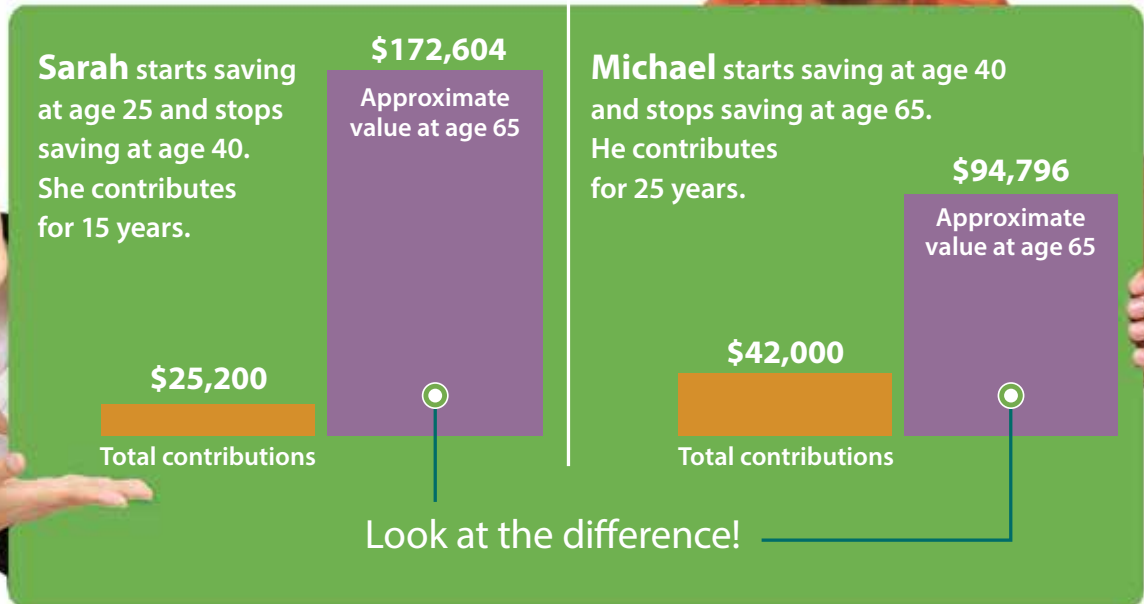 Sarah starts saving
at age 25 and stops
saving at age 40.
She contributes
for 15 years.
$172,604
Approximate
value at age 65
$25,200
Total contributions
Michael starts saving at age 40
and stops saving at age 65.
He contributes
for 25 years.
$94,796
Approximate
value at age 65
$42,000
Total contributions
Look at the difference!